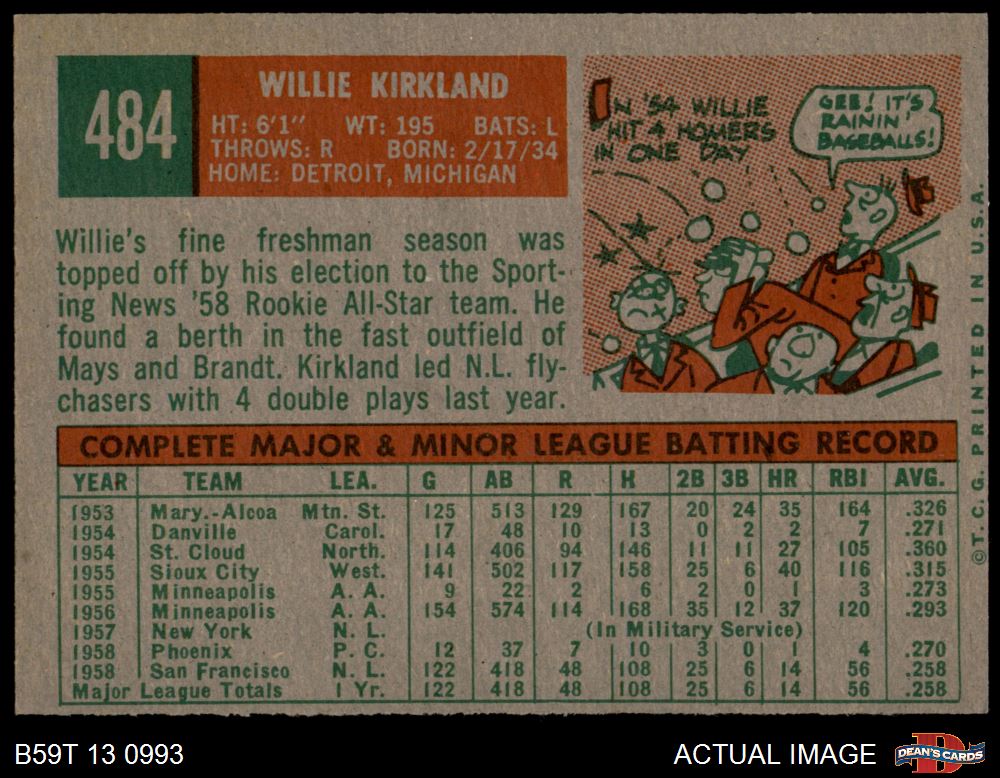 484
WILLIE KIRKLAND
HT: 6'1" WT: 195 BATS: L
THROWS: R BORN: 2/17/34
HOME: DETROIT, MICHIGAN
IN '54 WILLIE
HIT 4 HOMERS
IN ONE DAY
GEE! IT'S
RAININ'
BASEBALLS!
Willie's fine freshman season was
topped off by his election to the Sport-
ing News '58 Rookie All-Star team. He
found a berth in the fast outfield of
Mays and Brandt. Kirkland led N.L. fly-
chasers with 4 double plays last year.
COMPLETE MAJOR & MINOR LEAGUE BATTING RECORD
YEAR TEAM LEA. G AB R H 2B 3B HR RBI AVG.
1953 Mary.-Alcoa Mtn. St. 125 513 129 167 20 24 35 164 .326
1954 Danville Carol. 17 48 10 13 0 2 2 7 .271
1954 St. Cloud North. 114 406 94 146 11 11 27 105 .360
1955 Sioux City West. 141 502 117 158 25 6 40 116 .315
1955 Minneapolis A. A. 9 22 2 6 2 0 1 3 .273
1956 Minneapolis A. A. 154 574 114 168 35 12 37 120 .293
1957 New York N. L. (In Military Service)
1958 Phoenix P. C. 12 37 7 10 3 0 1 4 .270
1958 San Francisco N. L. 122 418 48 108 25 6 14 56 .258
Major League Totals 1 Yr. 122 418 48 108 25 6 14 56 .258
©T.C.G. PRINTED IN U.S.A.
B59T 13 0993
ACTUAL IMAGE
D
DEAN'S CARDS